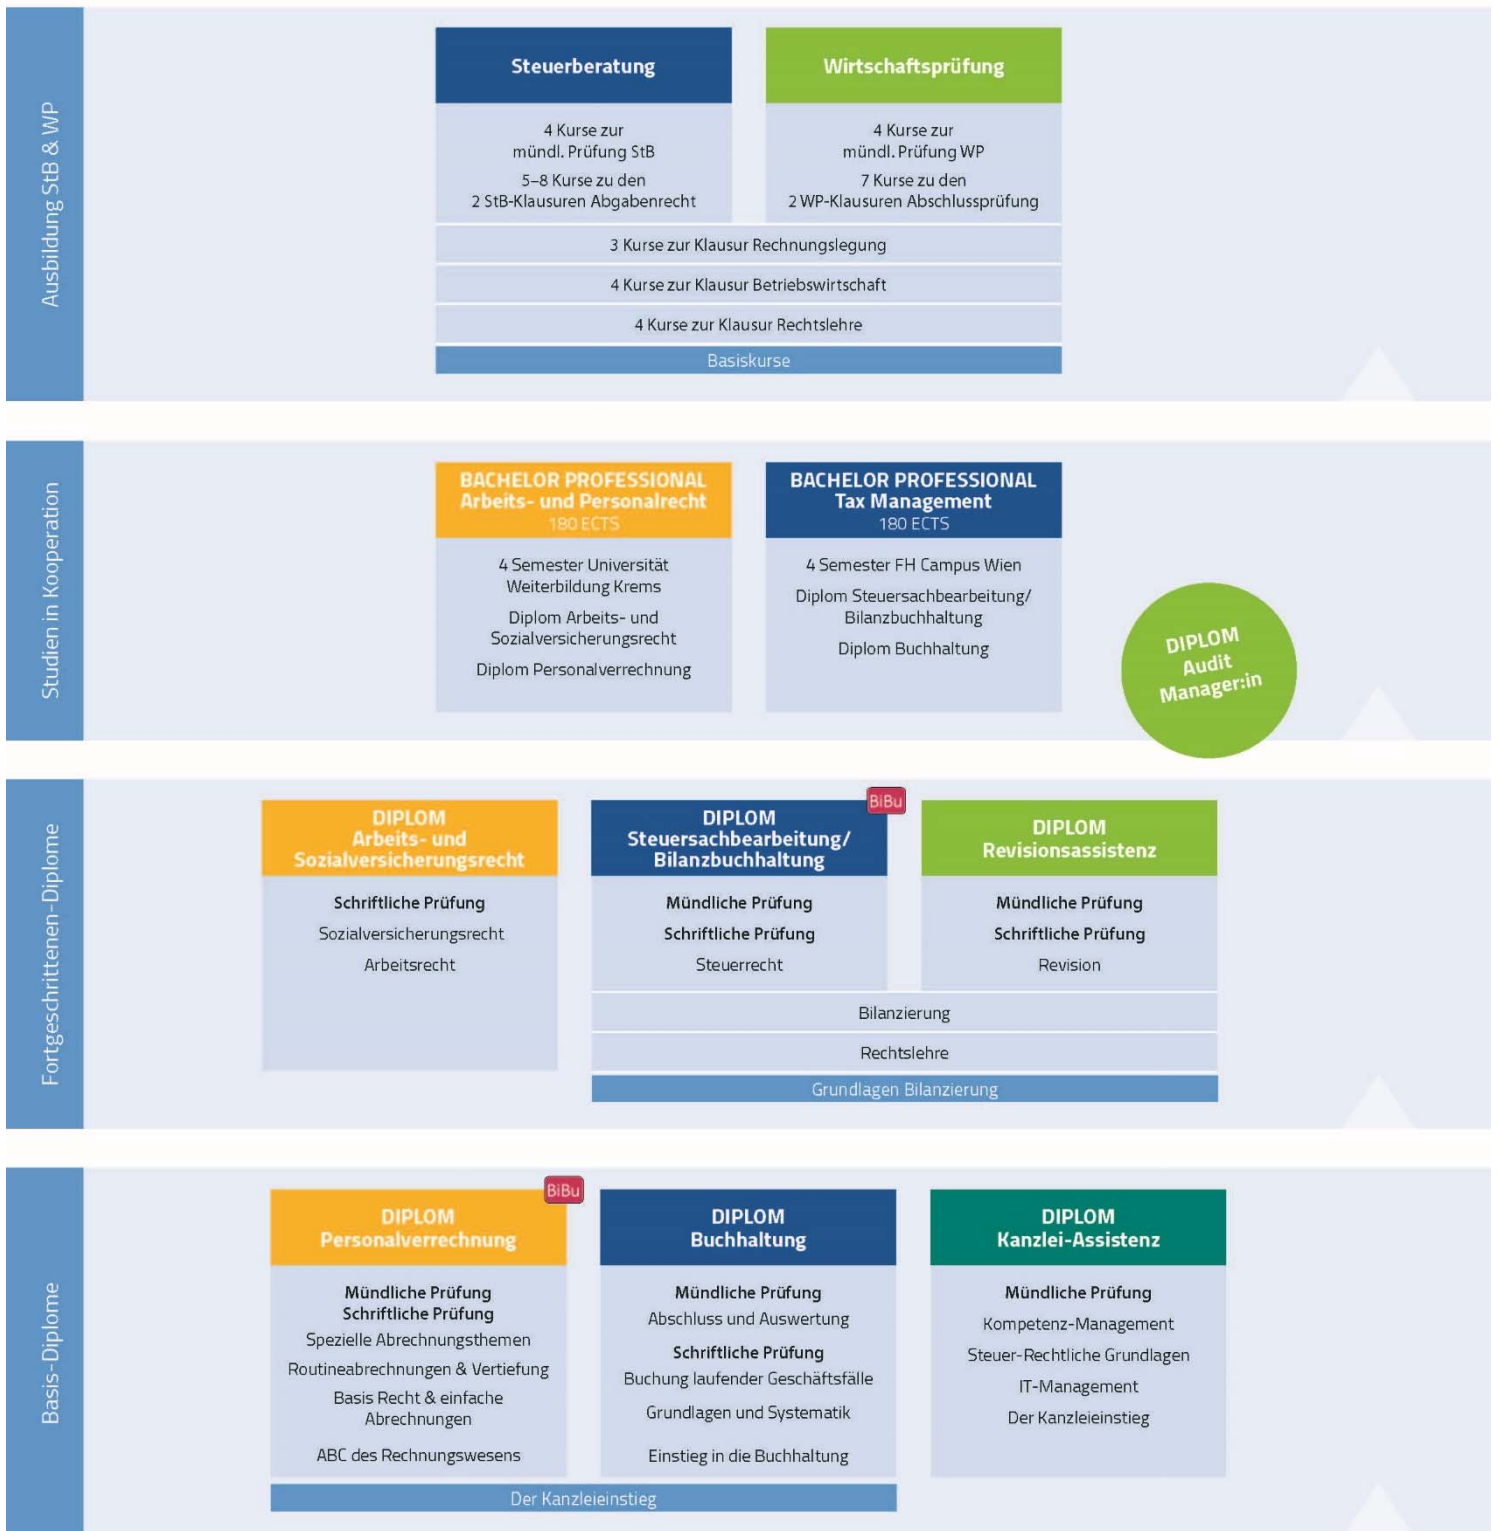 Ausbildung StB & WP
Steuerberatung
4 Kurse zur
mündl. Prüfung StB
5–8 Kurse zu den
2 StB-Klausuren Abgabenrecht
Wirtschaftsprüfung
4 Kurse zur
mündl. Prüfung WP
7 Kurse zu den
2 WP-Klausuren Abschlussprüfung
3 Kurse zur Klausur Rechnungslegung
4 Kurse zur Klausur Betriebswirtschaft
4 Kurse zur Klausur Rechtslehre
Basiskurse
Studien in Kooperation
BACHELOR PROFESSIONAL
Arbeits- und Personalrecht
180 ECTS
4 Semester Universität
Weiterbildung Krems
Diplom Arbeits- und
Sozialversicherungsrecht
Diplom Personalverrechnung
BACHELOR PROFESSIONAL
Tax Management
180 ECTS
4 Semester FH Campus Wien
Diplom Steuersachbearbeitung/
Bilanzbuchhaltung
Diplom Buchhaltung
DIPLOM
Audit
Manager:in
Fortgeschrittenen-Diplome
DIPLOM
Arbeits- und
Sozialversicherungsrecht
Schriftliche Prüfung
Sozialversicherungsrecht
Arbeitsrecht
BiBu
DIPLOM
Steuersachbearbeitung/
Bilanzbuchhaltung
Mündliche Prüfung
Schriftliche Prüfung
Steuerrecht
DIPLOM
Revisionsassistenz
Mündliche Prüfung
Schriftliche Prüfung
Revision
Bilanzierung
Rechtslehre
Grundlagen Bilanzierung
Basis-Diplome
BiBu
DIPLOM
Personalverrechnung
Mündliche Prüfung
Schriftliche Prüfung
Spezielle Abrechnungsthemen
Routineabrechnungen & Vertiefung
Basis Recht & einfache
Abrechnungen
ABC des Rechnungswesens
DIPLOM
Buchhaltung
Mündliche Prüfung
Abschluss und Auswertung
Schriftliche Prüfung
Buchung laufender Geschäftsfälle
Grundlagen und Systematik
Einstieg in die Buchhaltung
DIPLOM
Kanzlei-Assistenz
Mündliche Prüfung
Kompetenz-Management
Steuer-Rechtliche Grundlagen
IT-Management
Der Kanzleieinstieg
Der Kanzleieinstieg